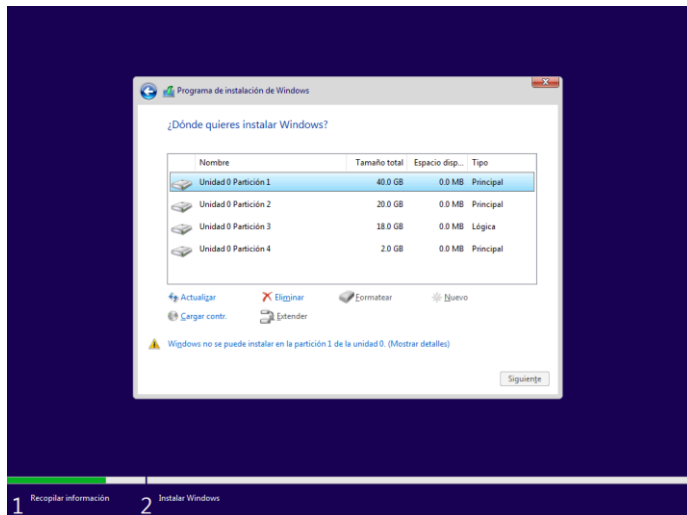 Programa de instalación de Windows
¿Dónde quieres instalar Windows?
Nombre Tamaño total Espacio disp... Tipo
Unidad 0 Partición 1 40.0 GB 0.0 MB Principal
Unidad 0 Partición 2 20.0 GB 0.0 MB Principal
Unidad 0 Partición 3 18.0 GB 0.0 MB Lógica
Unidad 0 Partición 4 2.0 GB 0.0 MB Principal
Actualizar Eliminar Formatear Nuevo
Cargar contr. Extender
Windows no se puede instalar en la partición 1 de la unidad 0. (Mostrar detalles)
Siguiente
1 Recopilar información 2 Instalar Windows